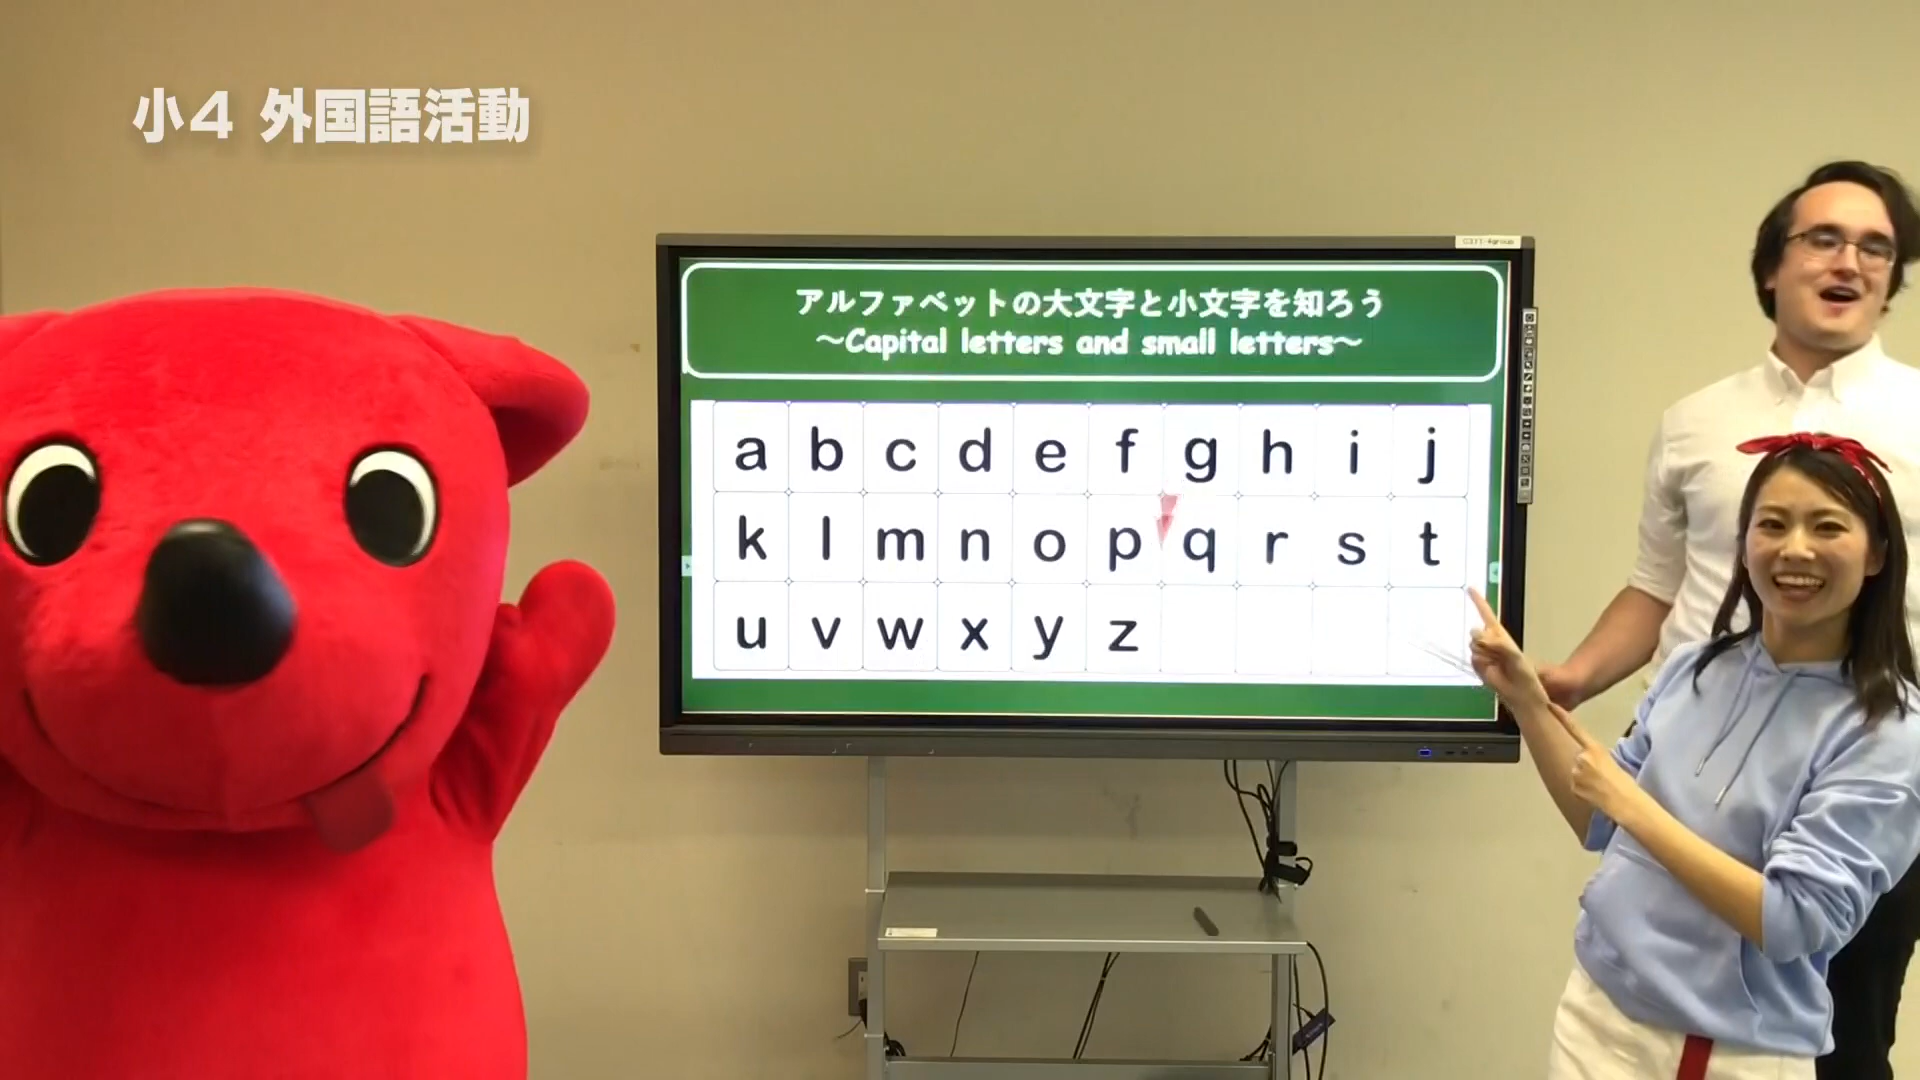 小4 外国語活動
アルファベットの大文字と小文字を知ろう
～Capital letters and small letters～
a b c d e f g h i j
k l m n o p q r s t
u v w x y z